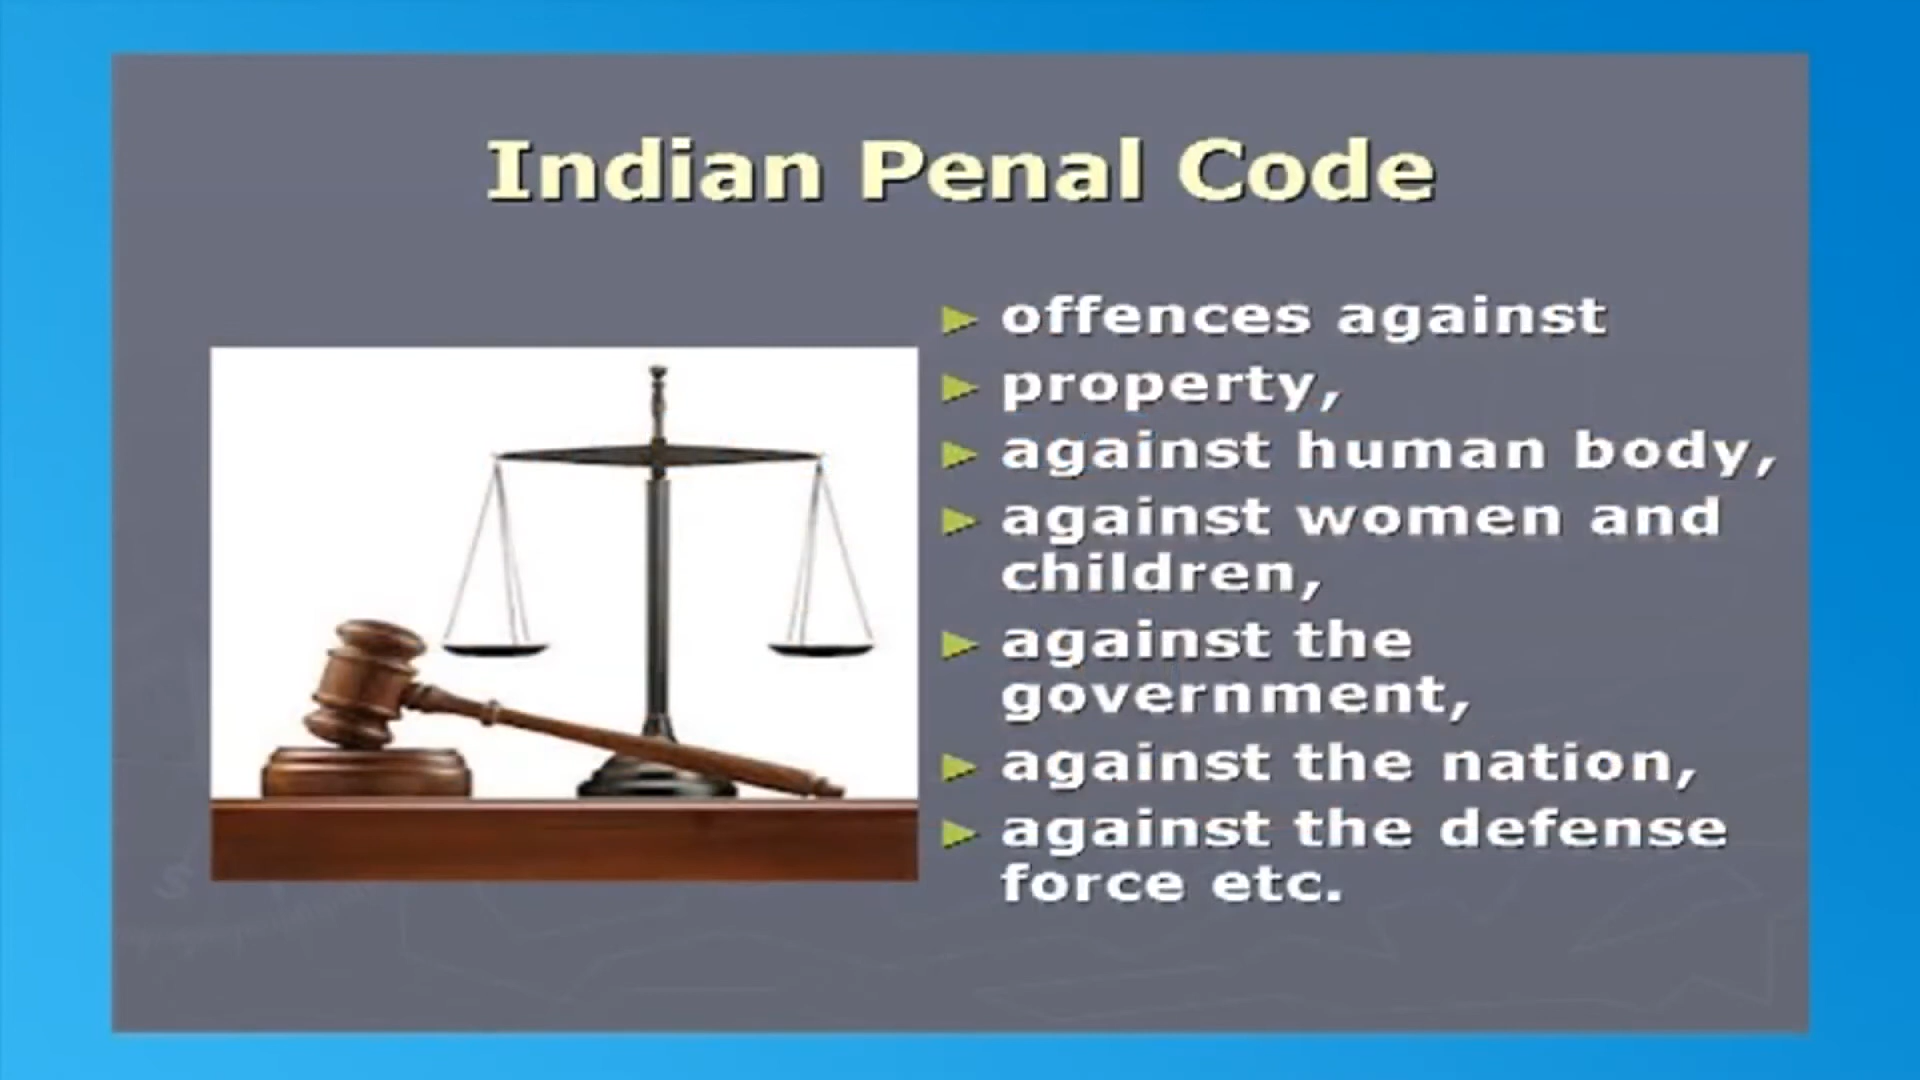 Indian Penal Code
offences against
property,
against human body,
against women and
children,
against the
government,
against the nation,
against the defense
force etc.